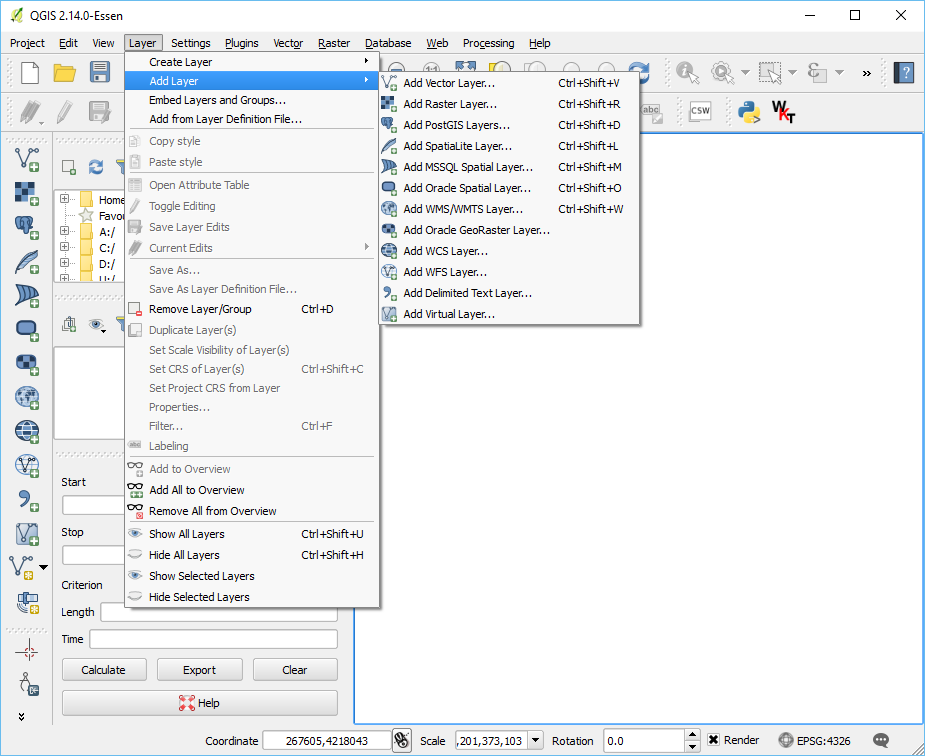 QGIS 2.14.0-Essen
Project Edit View Layer Settings Plugins Vector Raster Database Web Processing Help
Create Layer
Add Layer
Embed Layers and Groups...
Add from Layer Definition File...
Copy style
Paste style
Open Attribute Table
Toggle Editing
Save Layer Edits
Current Edits
Save As...
Save As Layer Definition File...
Remove Layer/Group Ctrl+D
Duplicate Layer(s)
Set Scale Visibility of Layer(s)
Set CRS of Layer(s) Ctrl+Shift+C
Set Project CRS from Layer
Properties...
Filter... Ctrl+F
Labeling
Add to Overview
Add All to Overview
Remove All from Overview
Show All Layers Ctrl+Shift+U
Hide All Layers Ctrl+Shift+H
Show Selected Layers
Hide Selected Layers
Add Vector Layer... Ctrl+Shift+V
Add Raster Layer... Ctrl+Shift+R
Add PostGIS Layers... Ctrl+Shift+D
Add SpatiaLite Layer... Ctrl+Shift+L
Add MSSQL Spatial Layer... Ctrl+Shift+M
Add Oracle Spatial Layer... Ctrl+Shift+O
Add WMS/WMTS Layer... Ctrl+Shift+W
Add Oracle GeoRaster Layer...
Add WCS Layer...
Add WFS Layer...
Add Delimited Text Layer...
Add Virtual Layer...
abc CSW
Home
Favo
A:/
C:/
D:/
Start
Stop
Criterion
Length
Time
Calculate Export Clear
Help
Coordinate 267605,4218043 Scale ,201,373,103 Rotation 0.0 Render EPSG:4326